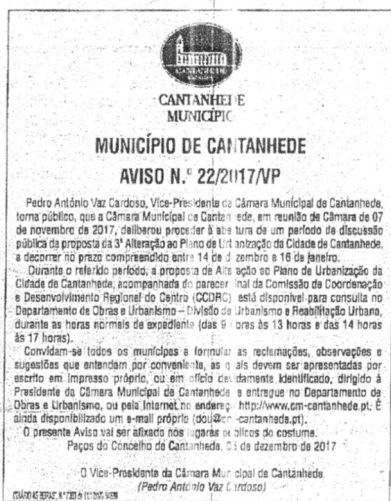 CANTANHEDE
CANTANHEDE
MUNICÍPIO
MUNICÍPIO DE CANTANHEDE
AVISO N.º 22/2017/VP
Pedro António Vaz Cardoso, Vice-Presidente da Câmara Municipal de Cantanhede,
torna público, que a Câmara Municipal de Cantanhede, em reunião de Câmara de 07
de novembro de 2017, deliberou proceder à abertura de um período de discussão
pública da proposta da 3ª Alteração ao Plano de Urbanização da Cidade de Cantanhede,
a decorrer no prazo compreendido entre 14 de dezembro e 16 de janeiro.
Durante o referido período, a proposta de Alteração ao Plano de Urbanização da
Cidade de Cantanhede, acompanhada do parecer final da Comissão de Coordenação
e Desenvolvimento Regional do Centro (CCDRC) está disponível para consulta no
Departamento de Obras e Urbanismo – Divisão de Urbanismo e Reabilitação Urbana,
durante as horas normais de expediente (das 9 horas às 13 horas e das 14 horas
às 17 horas).
Convidam-se todos os munícipes a formular as reclamações, observações e
sugestões que entendam por conveniente, as quais devem ser apresentadas por
escrito em impresso próprio, ou em ofício devidamente identificado, dirigido à
Presidente da Câmara Municipal de Cantanhede e entregue no Departamento de
Obras e Urbanismo, ou pela Internet no endereço http://www.cm-cantanhede.pt. É
ainda disponibilizado um e-mail próprio (dou@cm-cantanhede.pt).
O presente Aviso vai ser afixado nos lugares públicos do costume.
Paços do Concelho de Cantanhede, de dezembro de 2017
O Vice-Presidente da Câmara Municipal de Cantanhede
(Pedro António Vaz Cardoso)